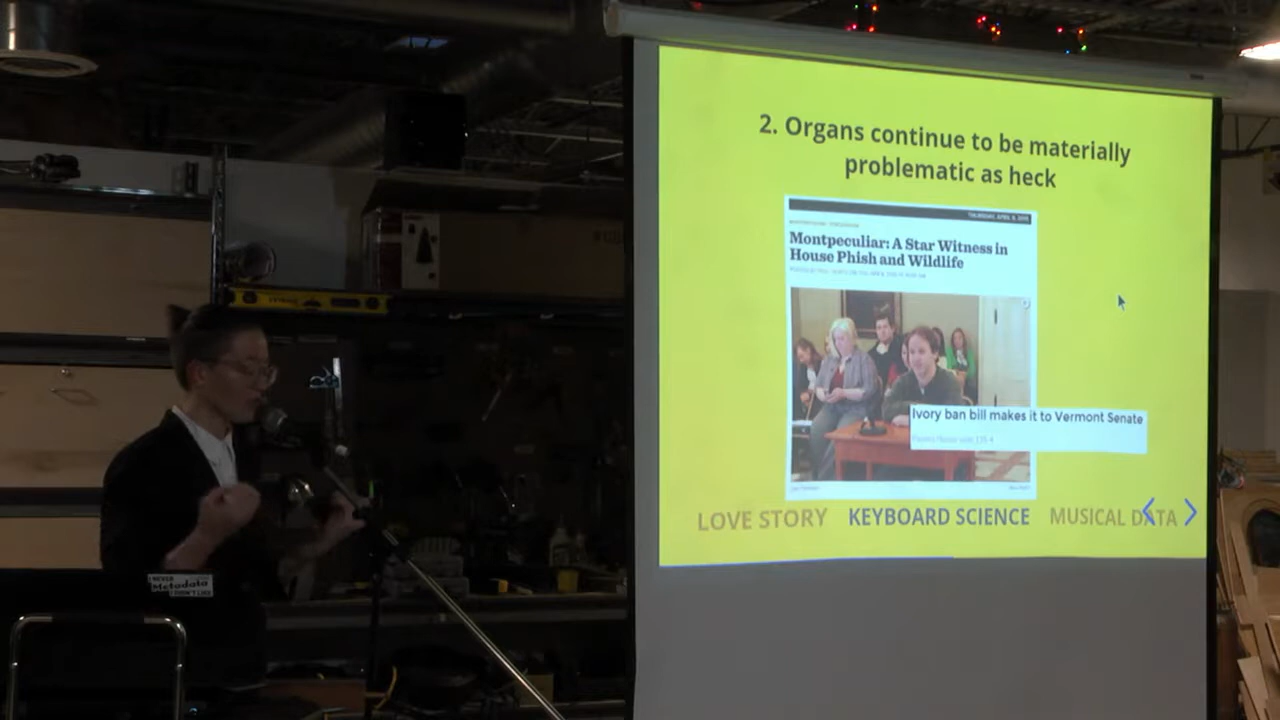 2. Organs continue to be materially
problematic as heck
Montpeculiar: A Star Witness in
House Phish and Wildlife
Ivory ban bill makes it to Vermont Senate
LOVE STORY KEYBOARD SCIENCE MUSICAL DATA
Metadata